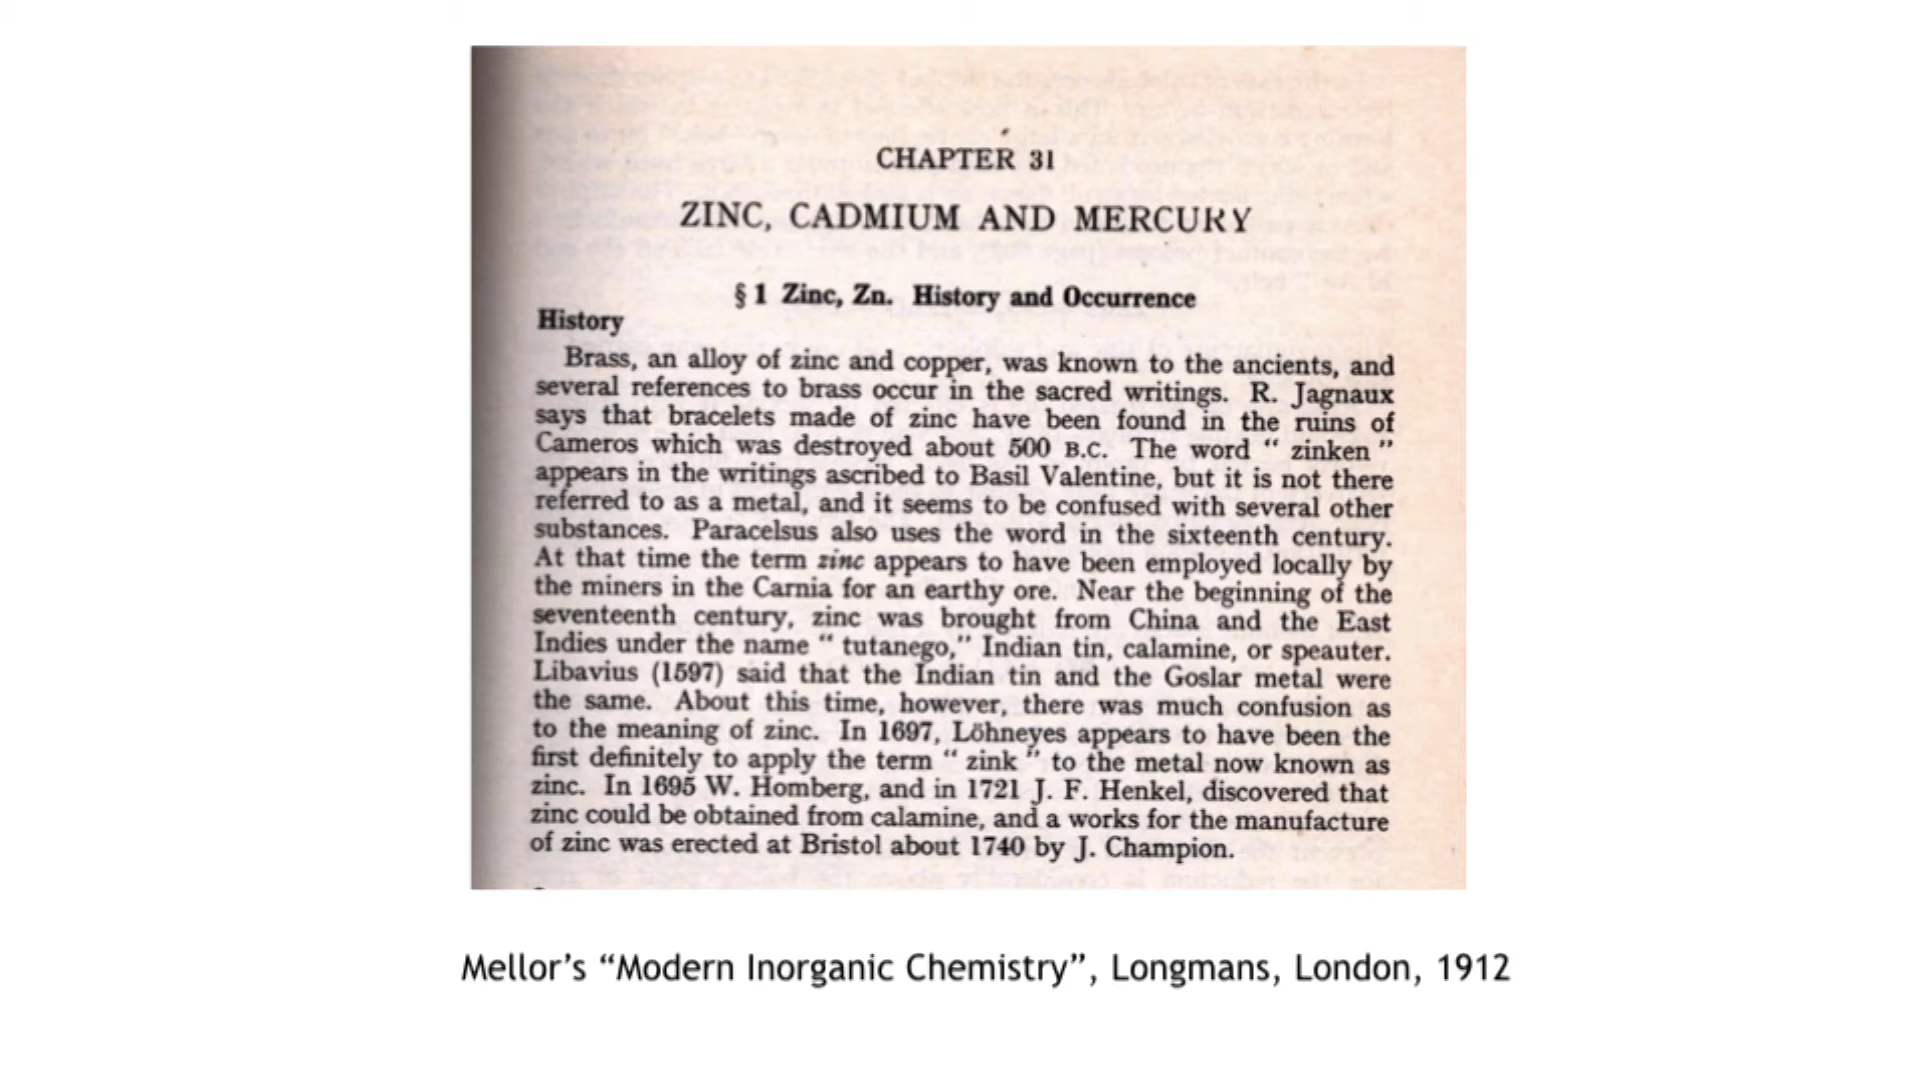 CHAPTER 31
ZINC, CADMIUM AND MERCURY
§ 1 Zinc, Zn. History and Occurrence
History
Brass, an alloy of zinc and copper, was known to the ancients, and
several references to brass occur in the sacred writings. R. Jagnaux
says that bracelets made of zinc have been found in the ruins of
Cameros which was destroyed about 500 B.C. The word “ zinken ”
appears in the writings ascribed to Basil Valentine, but it is not there
referred to as a metal, and it seems to be confused with several other
substances. Paracelsus also uses the word in the sixteenth century.
At that time the term zinc appears to have been employed locally by
the miners in the Carnia for an earthy ore. Near the beginning of the
seventeenth century, zinc was brought from China and the East
Indies under the name “ tutanego,” Indian tin, calamine, or speauter.
Libavius (1597) said that the Indian tin and the Goslar metal were
the same. About this time, however, there was much confusion as
to the meaning of zinc. In 1697, Löhneyes appears to have been the
first definitely to apply the term “ zink ” to the metal now known as
zinc. In 1695 W. Homberg, and in 1721 J. F. Henkel, discovered that
zinc could be obtained from calamine, and a works for the manufacture
of zinc was erected at Bristol about 1740 by J. Champion.
Mellor’s “Modern Inorganic Chemistry”, Longmans, London, 1912